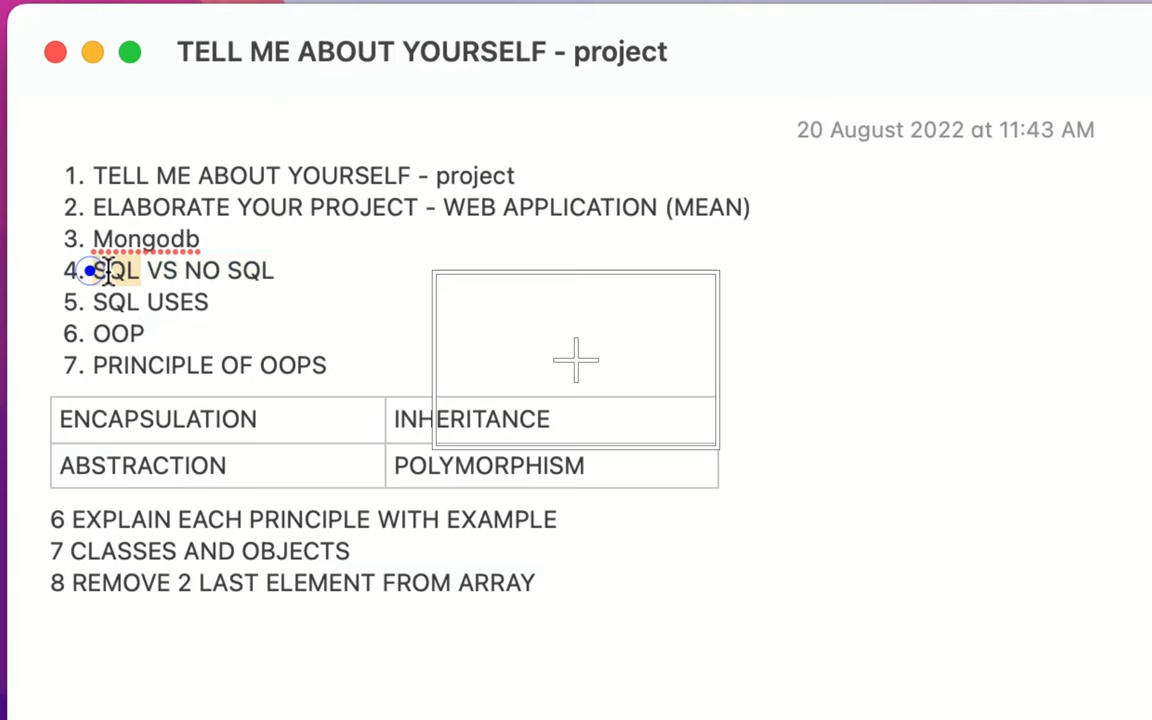 TELL ME ABOUT YOURSELF - project
20 August 2022 at 11:43 AM
1. TELL ME ABOUT YOURSELF - project
2. ELABORATE YOUR PROJECT - WEB APPLICATION (MEAN)
3. Mongodb
4. SQL VS NO SQL
5. SQL USES
6. OOP
7. PRINCIPLE OF OOPS
ENCAPSULATION INHERITANCE
ABSTRACTION POLYMORPHISM
6 EXPLAIN EACH PRINCIPLE WITH EXAMPLE
7 CLASSES AND OBJECTS
8 REMOVE 2 LAST ELEMENT FROM ARRAY